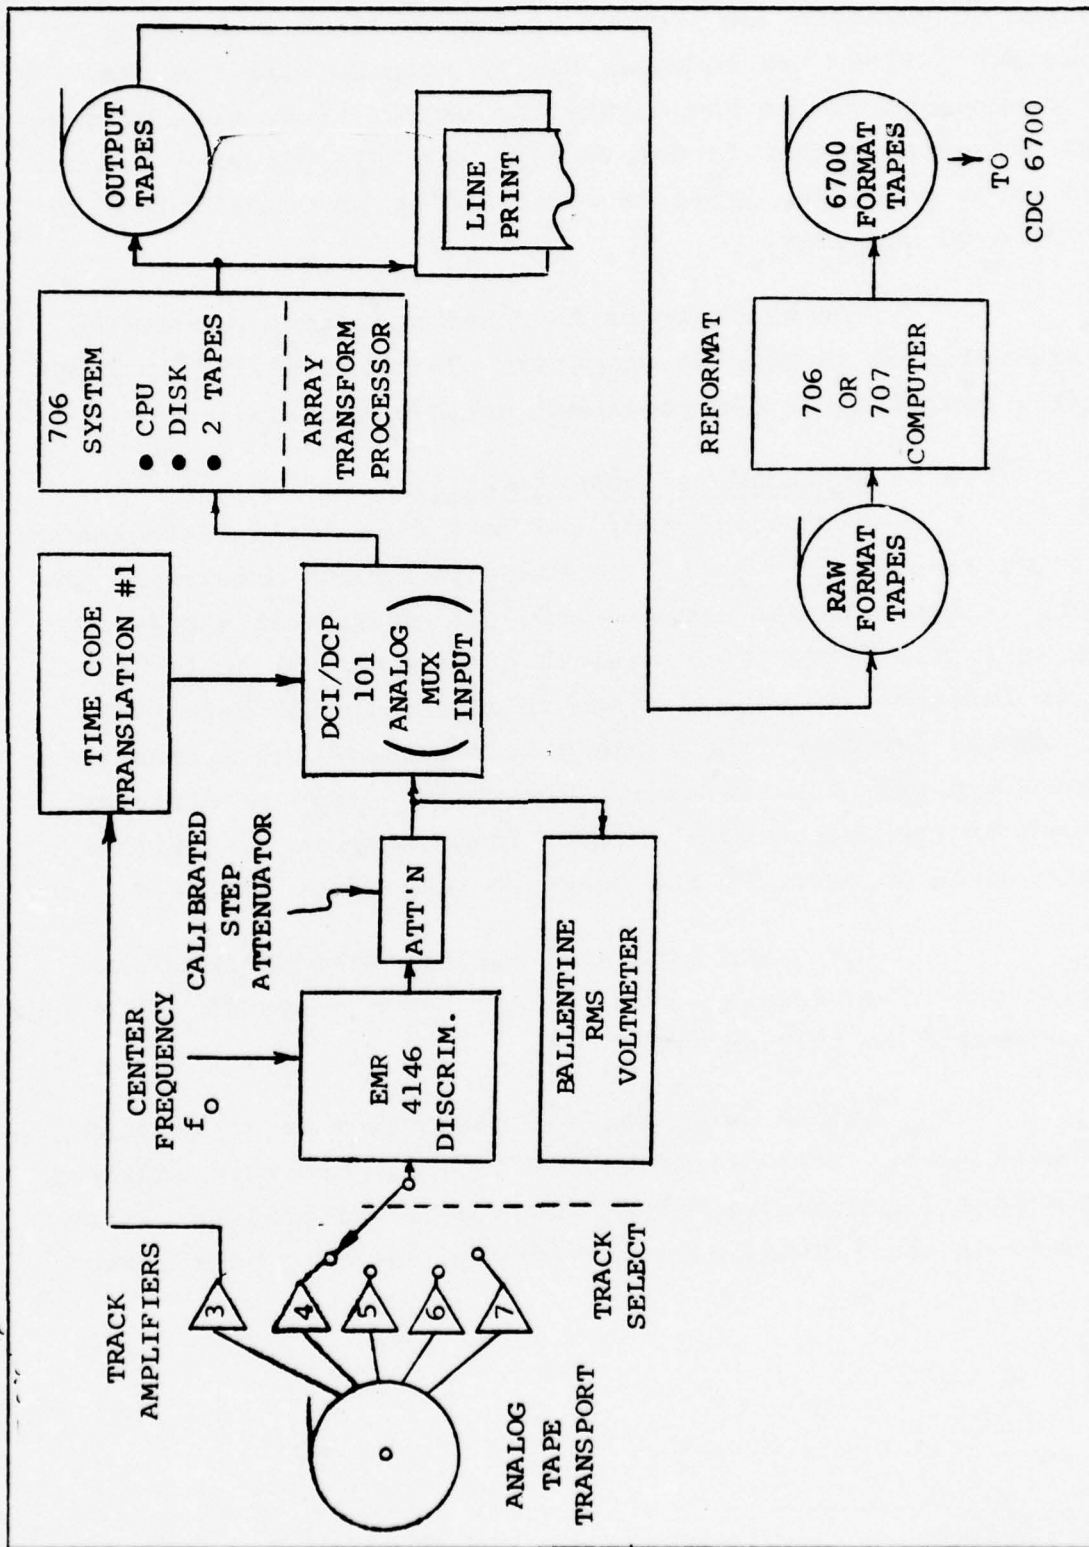 TRACK
AMPLIFIERS
3
4
5
6
7
ANALOG
TAPE
TRANSPORT
TRACK
SELECT
CENTER
FREQUENCY
fo
CALIBRATED
STEP
ATTENUATOR
EMR
4146
DISCRIM.
ATT'N
BALLENTINE
RMS
VOLTMETER
TIME CODE
TRANSLATION #1
DCI/DCP
101
(ANALOG
MUX
INPUT)
706
SYSTEM
● CPU
● DISK
● 2 TAPES
ARRAY
TRANSFORM
PROCESSOR
OUTPUT
TAPES
LINE
PRINT
RAW
FORMAT
TAPES
REFORMAT
706
OR
707
COMPUTER
6700
FORMAT
TAPES
TO
CDC 6700